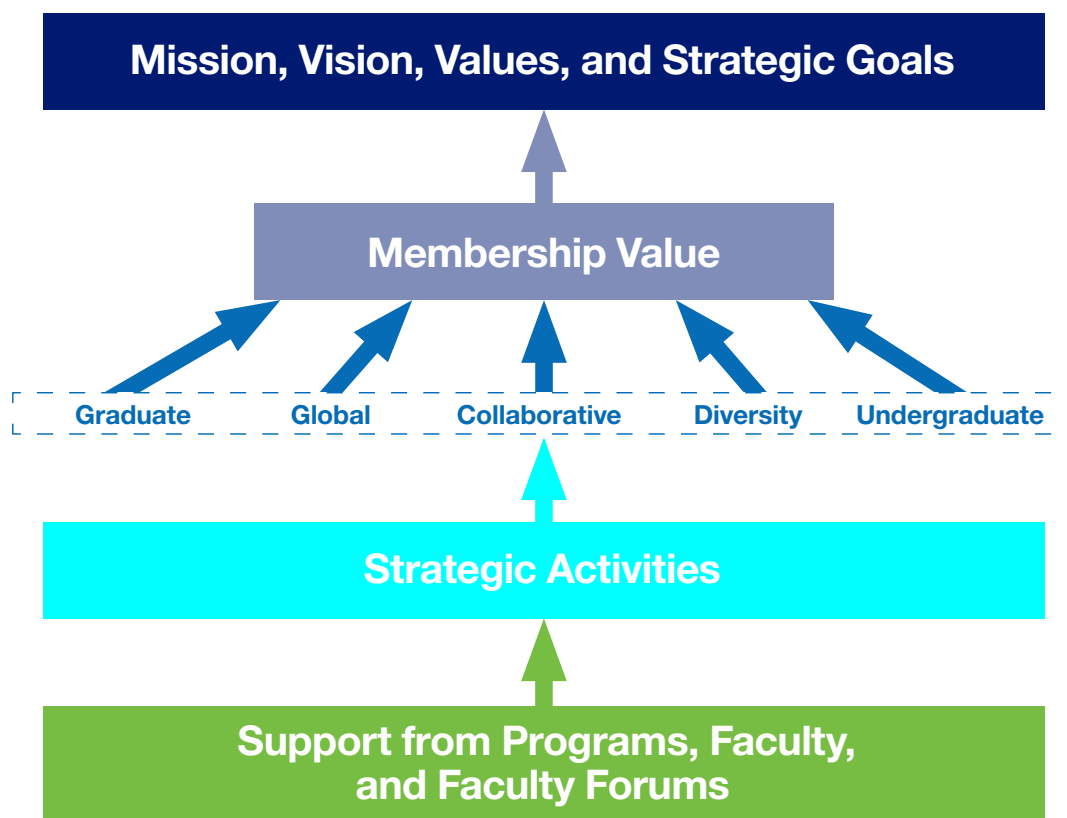 Mission, Vision, Values, and Strategic Goals
Membership Value
Graduate Global Collaborative Diversity Undergraduate
Strategic Activities
Support from Programs, Faculty,
and Faculty Forums